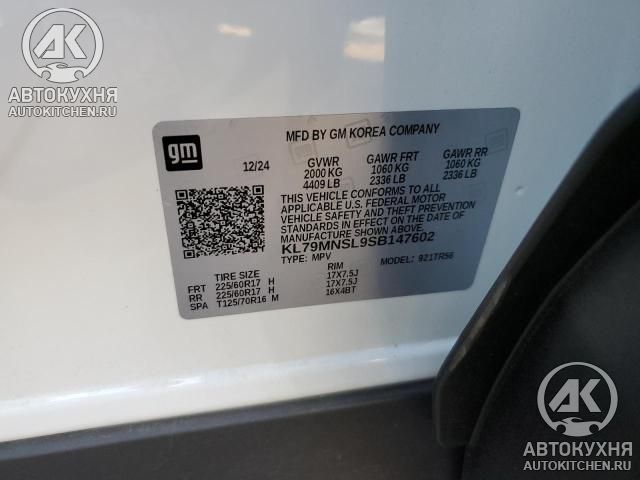 AK
АВТОКУХНЯ
AUTOKITCHEN.RU
MFD BY GM KOREA COMPANY
gm
12/24 GVWR GAWR FRT GAWR RR
2000 KG 1060 KG 1060 KG
4409 LB 2336 LB 2336 LB
THIS VEHICLE CONFORMS TO ALL
APPLICABLE U.S. FEDERAL MOTOR
VEHICLE SAFETY AND THEFT PREVENTION
STANDARDS IN EFFECT ON THE DATE OF
MANUFACTURE SHOWN ABOVE.
KL79MNSL9SB147602
TYPE: MPV MODEL: 921TR56
TIRE SIZE RIM
FRT 225/60R17 H 17X7.5J
RR 225/60R17 H 17X7.5J
SPA T125/70R16 M 16X4BT
AK
АВТОКУХНЯ
AUTOKITCHEN.RU